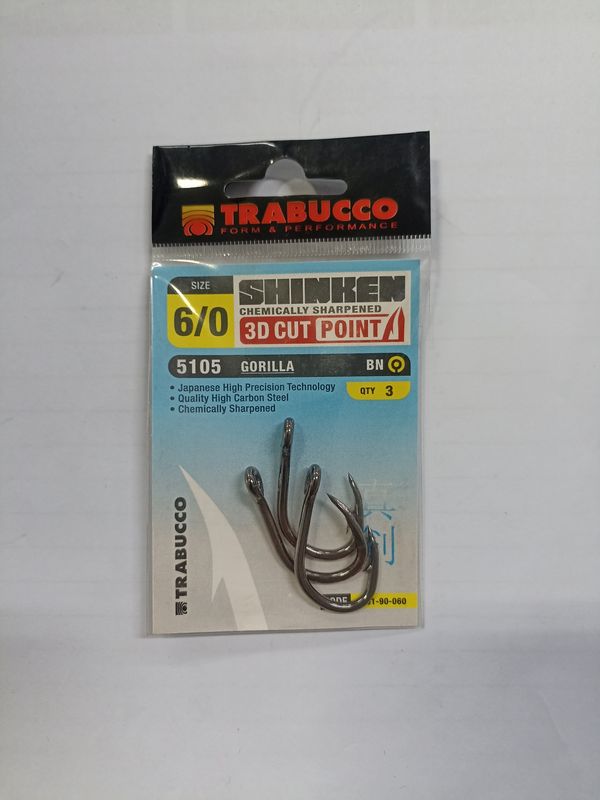 TRABUCCO
FORM & PERFORMANCE
SIZE
6/0
SHINKEN
CHEMICALLY SHARPENED
3D CUT POINT
5105 GORILLA BN
• Japanese High Precision Technology
• Quality High Carbon Steel
• Chemically Sharpened
QTY 3
TRABUCCO